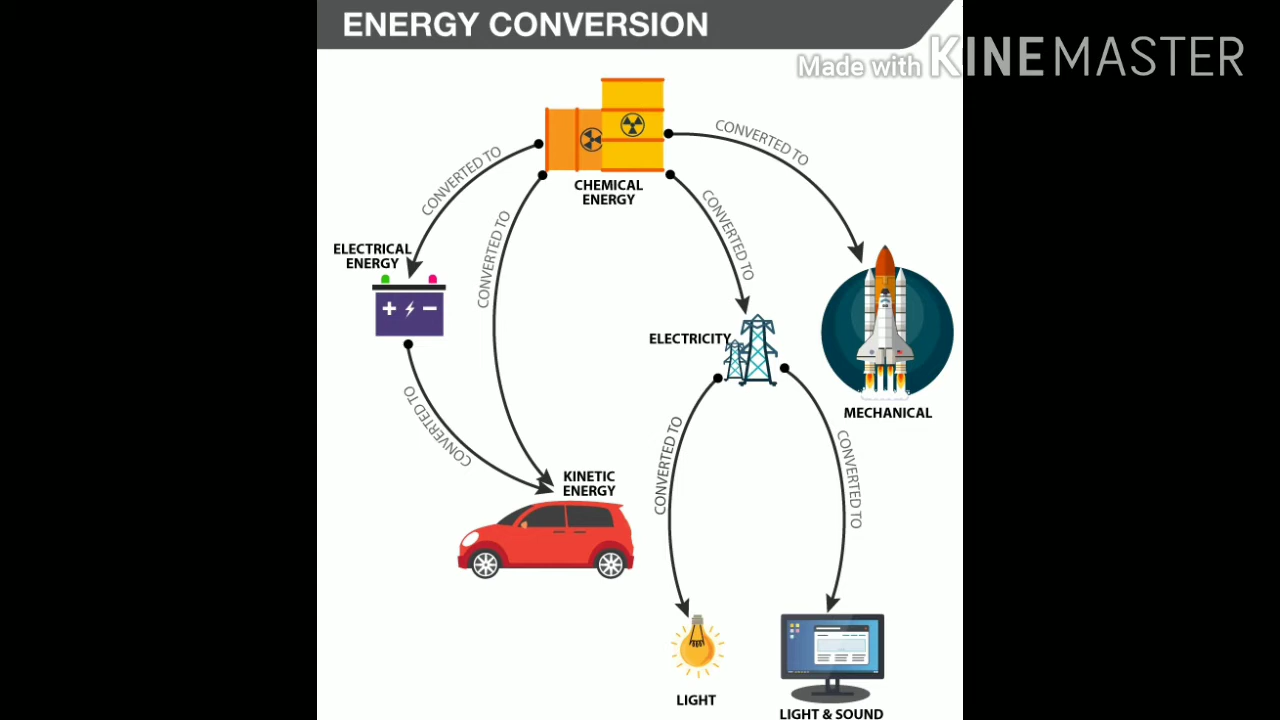 ENERGY CONVERSION
Made with KINEMASTER
CONVERTED TO
CONVERTED TO
CHEMICAL
ENERGY
CONVERTED TO
CONVERTED TO
ELECTRICAL
ENERGY
+ −
ELECTRICITY
MECHANICAL
CONVERTED TO
CONVERTED TO
CONVERTED TO
KINETIC
ENERGY
LIGHT
LIGHT & SOUND